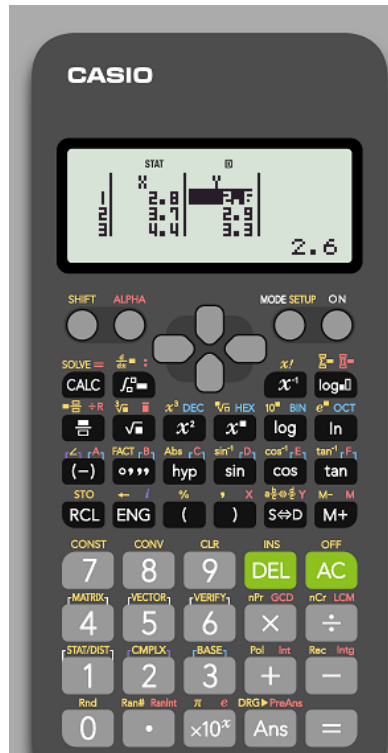 CASIO
STAT D
X Y
1 2.8 2.6
2 3.7 2.9
3 4.4 3.3
2.6
SHIFT ALPHA MODE SETUP ON
SOLVE = d/dx : x! Σ Π
CALC ∫ x⁻¹ log
÷R ³√ x³ DEC HEX 10 BIN e OCT
√ x² x log ln
∠ A FACT B Abs C sin⁻¹ D cos⁻¹ E tan⁻¹ F
(−) °’’’ hyp sin cos tan
STO ← i % , X a b/c⇔d/c Y M− M
RCL ENG ( ) S⇔D M+
CONST CONV CLR INS OFF
7 8 9 DEL AC
MATRIX VECTOR VERIFY nPr GCD nCr LCM
4 5 6 × ÷
STAT/DIST CMPLX BASE Pol Int Rec Intg
1 2 3 + −
Rnd Ran# RanInt π e DRG▶ PreAns
0 · ×10ˣ Ans =